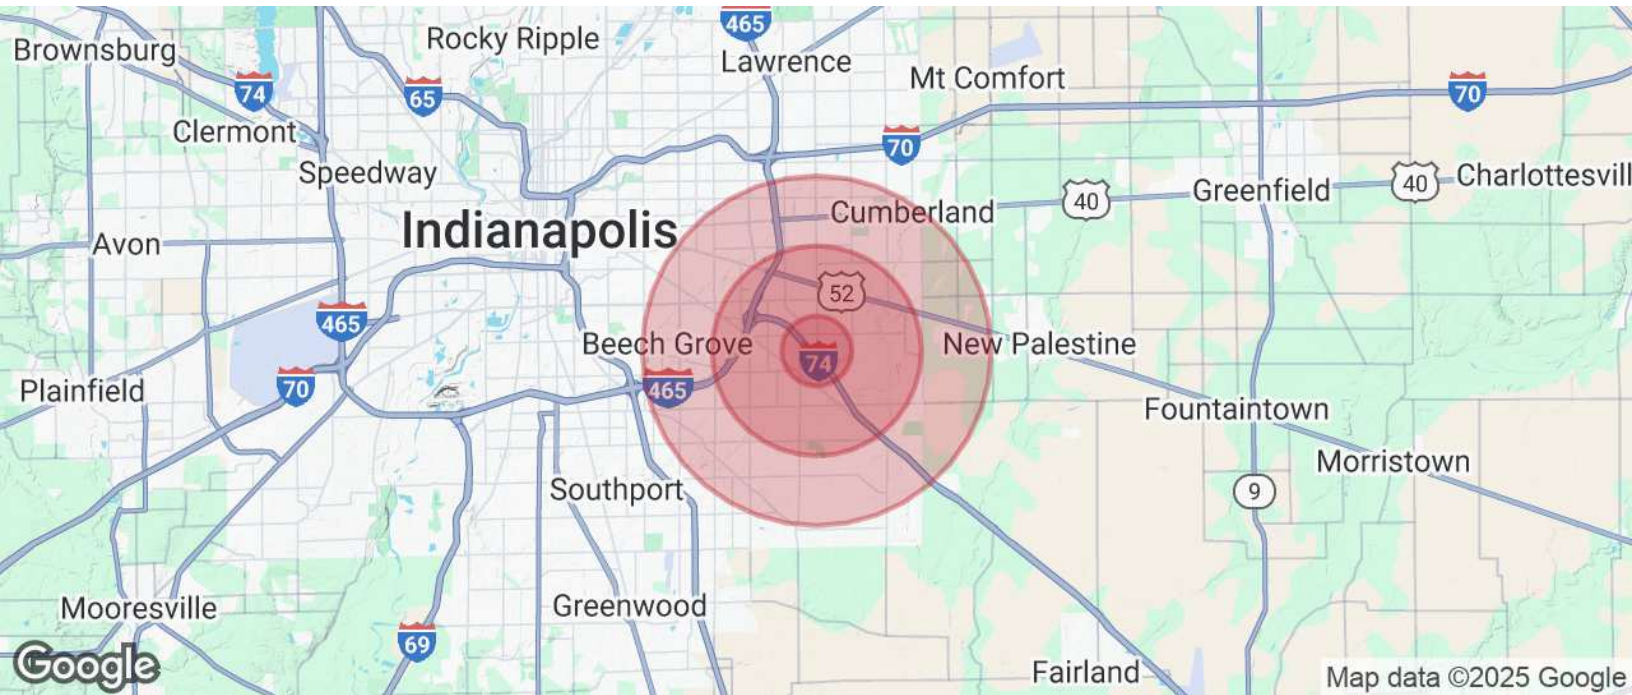 465
Rocky Ripple
Brownsburg
Lawrence
Mt Comfort
74
65
70
Clermont
70
Speedway
40
Charlottesvill
40
Greenfield
Cumberland
Indianapolis
Avon
52
465
Beech Grove
New Palestine
74
70
465
Plainfield
Fountaintown
Morristown
Southport
9
Mooresville
Greenwood
69
Google
Fairland
Map data ©2025 Google